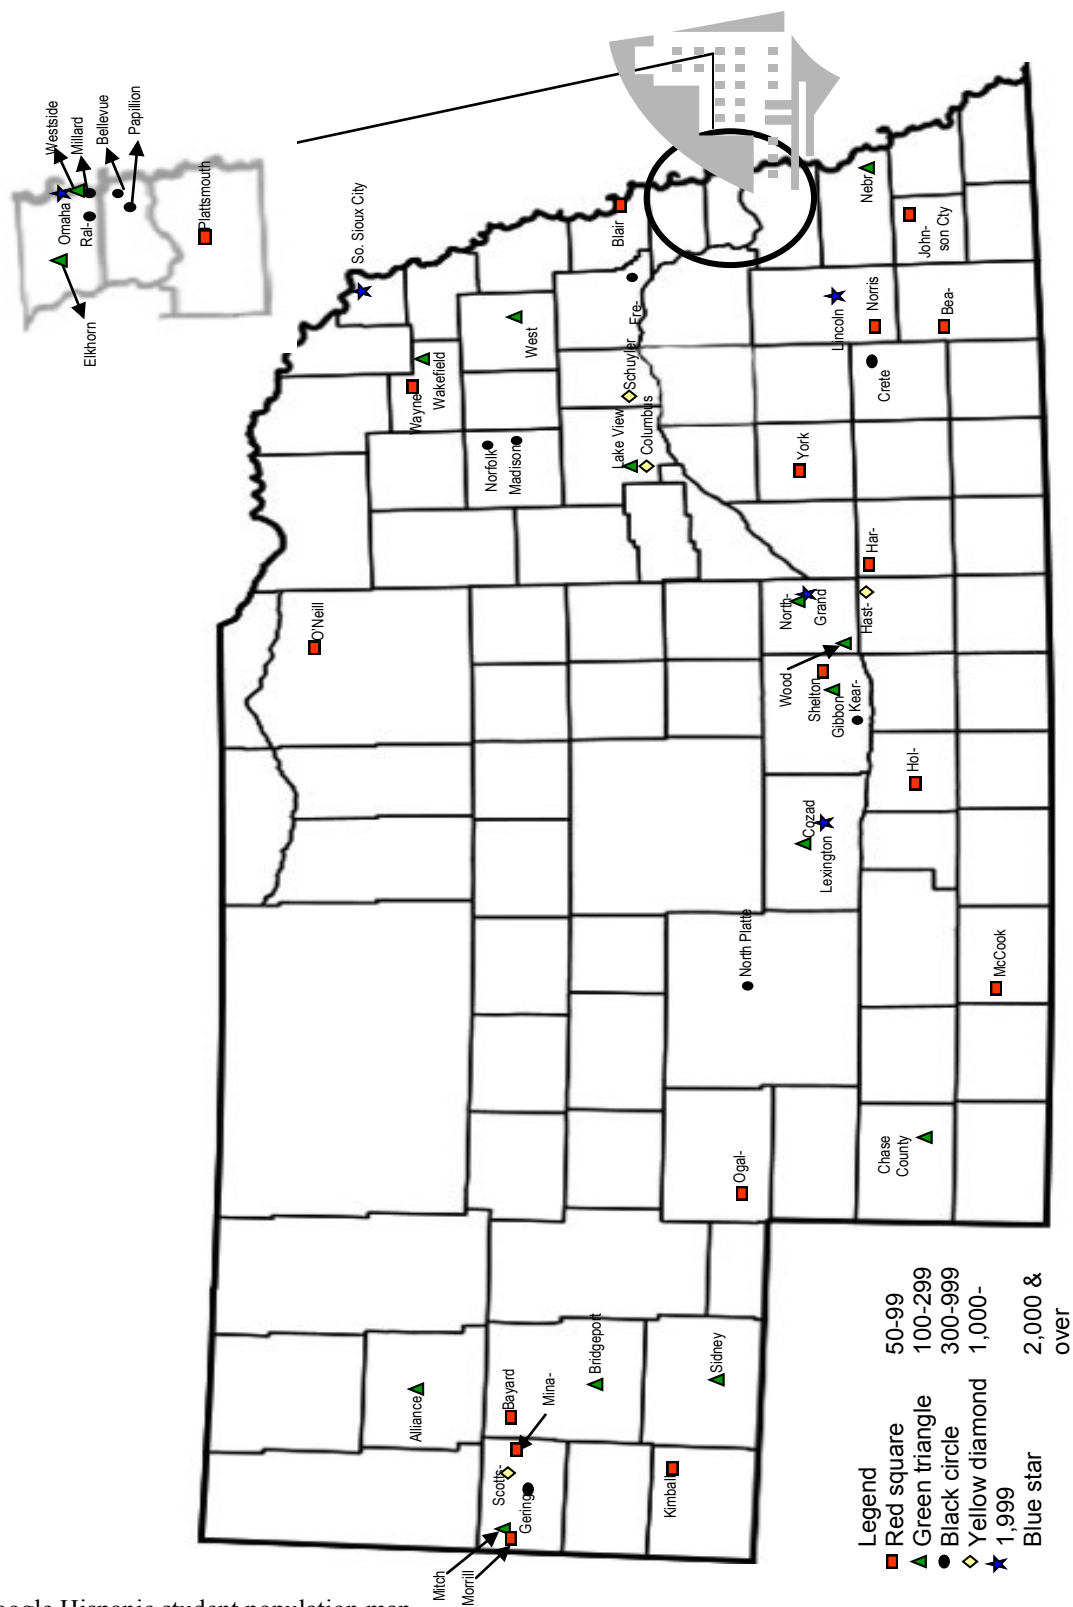 Westside
Millard
Bellevue
Papillion
Omaha
Ral-
Plattsmouth
Elkhorn
So. Sioux City
Blair
Nebr
John-
son Cty
Fre-
Lincoln
Norris
Bea-
West
Wakefield
Wayne
Schuyler
Crete
Lake View
Columbus
Norfolk
Madison
York
Har-
O'Neill
North-
Grand
Hast-
Wood
Shelton
Gibbon
Kear-
Hol-
Cozad
Lexington
North Platte
McCook
Chase
County
Ogal-
Alliance
Bayard
Mina-
Bridgeport
Sidney
Scotts-
Gering
Kimball
Mitch
Morrill
Legend
Red square 50-99
Green triangle 100-299
Black circle 300-999
Yellow diamond 1,000-
1,999
Blue star 2,000 &
over
Hispanic student population map